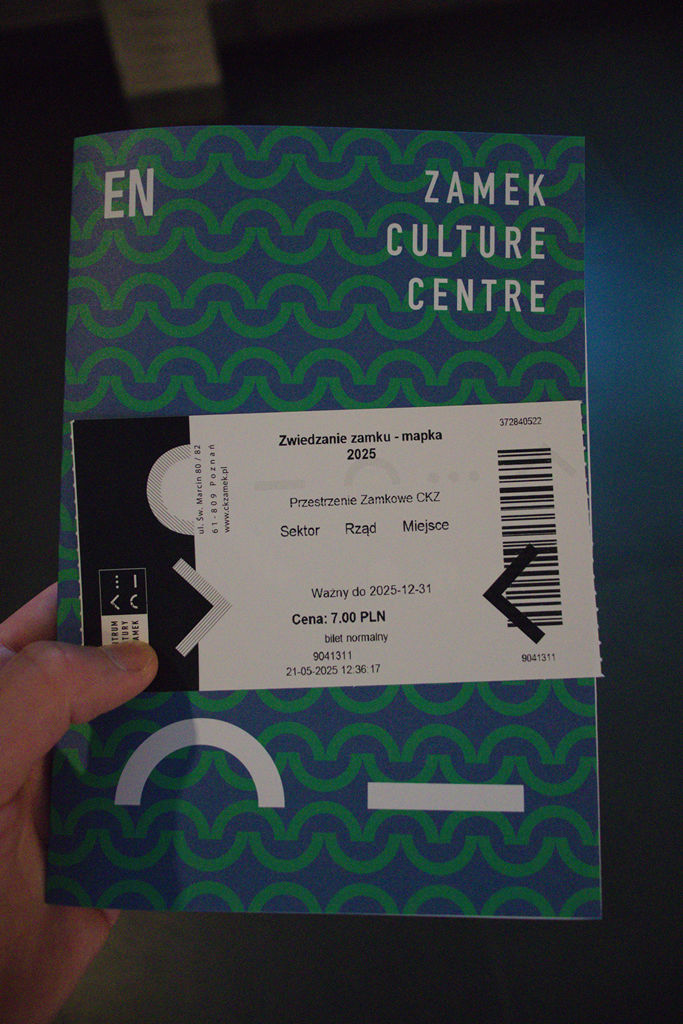 EN
ZAMEK
CULTURE
CENTRE
372840522
Zwiedzanie zamku - mapka
2025
Przestrzenie Zamkowe CKZ
Sektor Rząd Miejsce
Ważny do 2025-12-31
Cena: 7.00 PLN
bilet normalny
9041311
21-05-2025 12:36:17
9041311
ul. Św. Marcin 80 / 82
61-809 Poznań
www.ckzamek.pl
ZAMEK